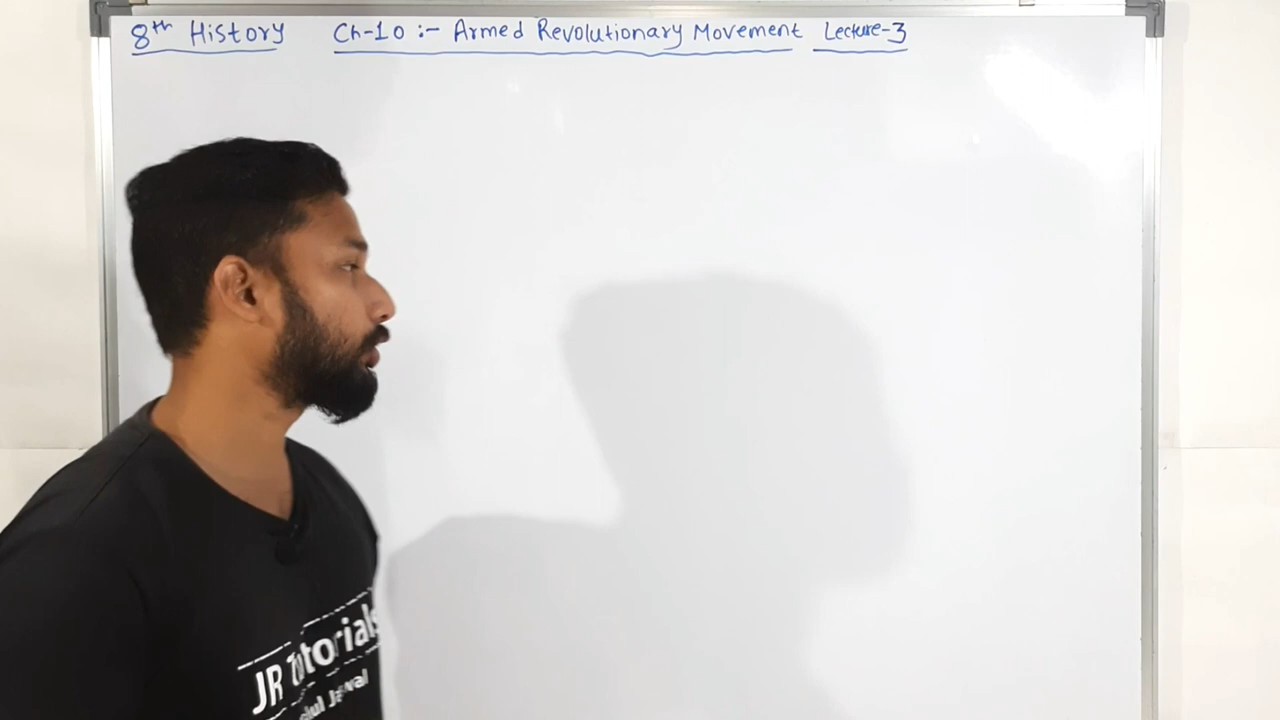 8th History Ch-10 :- Armed Revolutionary Movement Lecture-3
JR Tutorials